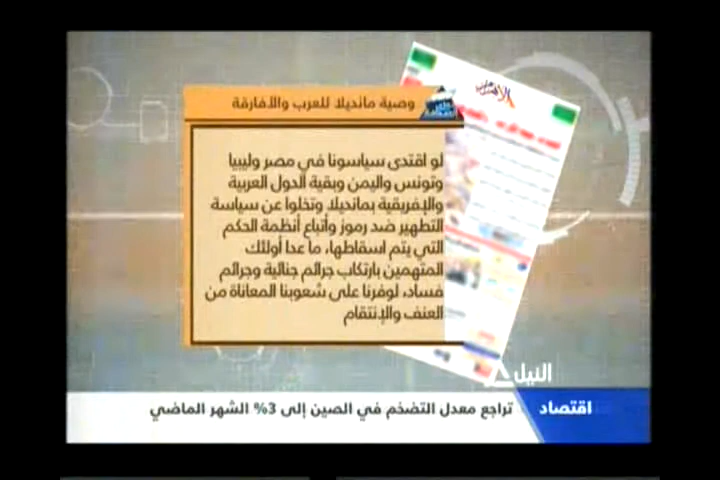 وصية مانديلا للعرب والأفارقة
لو اقتدى سياسونا في مصر وليبيا
وتونس واليمن وبقية الدول العربية
والإفريقية بمانديلا وتخلوا عن سياسة
التطهير ضد رموز وأتباع أنظمة الحكم
التي يتم اسقاطها، ما عدا أولئك
المتهمين بارتكاب جرائم جنائية وجرائم
فساد، لوفرنا على شعوبنا المعاناة من
العنف والإنتقام
النيل
اقتصاد
تراجع معدل التضخم في الصين إلى 3% الشهر الماضي